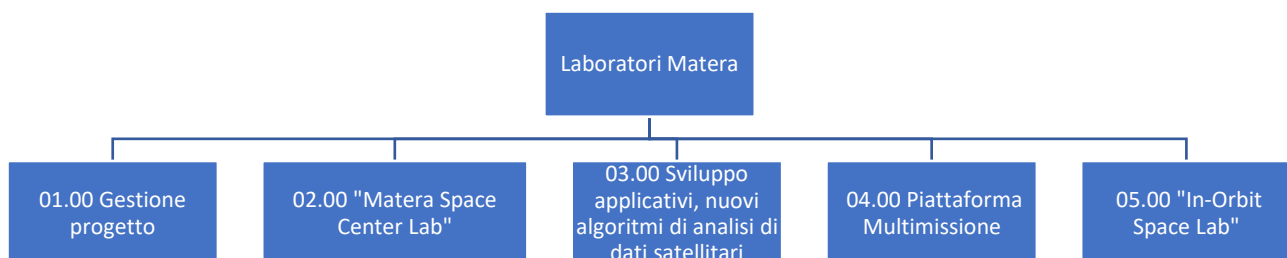 Laboratori Matera
01.00 Gestione
progetto
02.00 "Matera Space
Center Lab"
03.00 Sviluppo
applicativi, nuovi
algoritmi di analisi di
dati satellitari
04.00 Piattaforma
Multimissione
05.00 "In-Orbit
Space Lab"